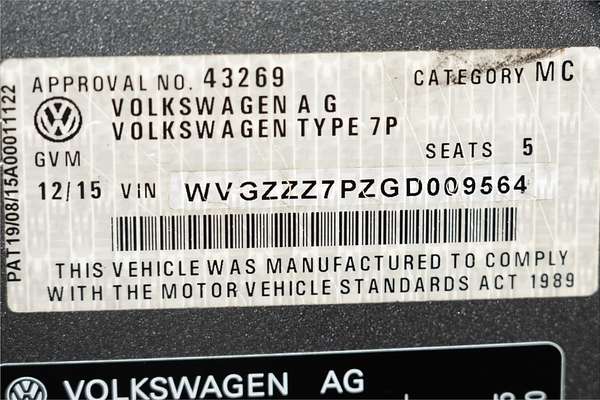 APPROVAL NO. 43269 CATEGORY MC
VOLKSWAGEN A G
VOLKSWAGEN TYPE 7P
GVM SEATS 5
12/15 VIN WVGZZZ7PZGD009564
THIS VEHICLE WAS MANUFACTURED TO COMPLY
WITH THE MOTOR VEHICLE STANDARDS ACT 1989
PAT19/08/15A00011122
VOLKSWAGEN AG